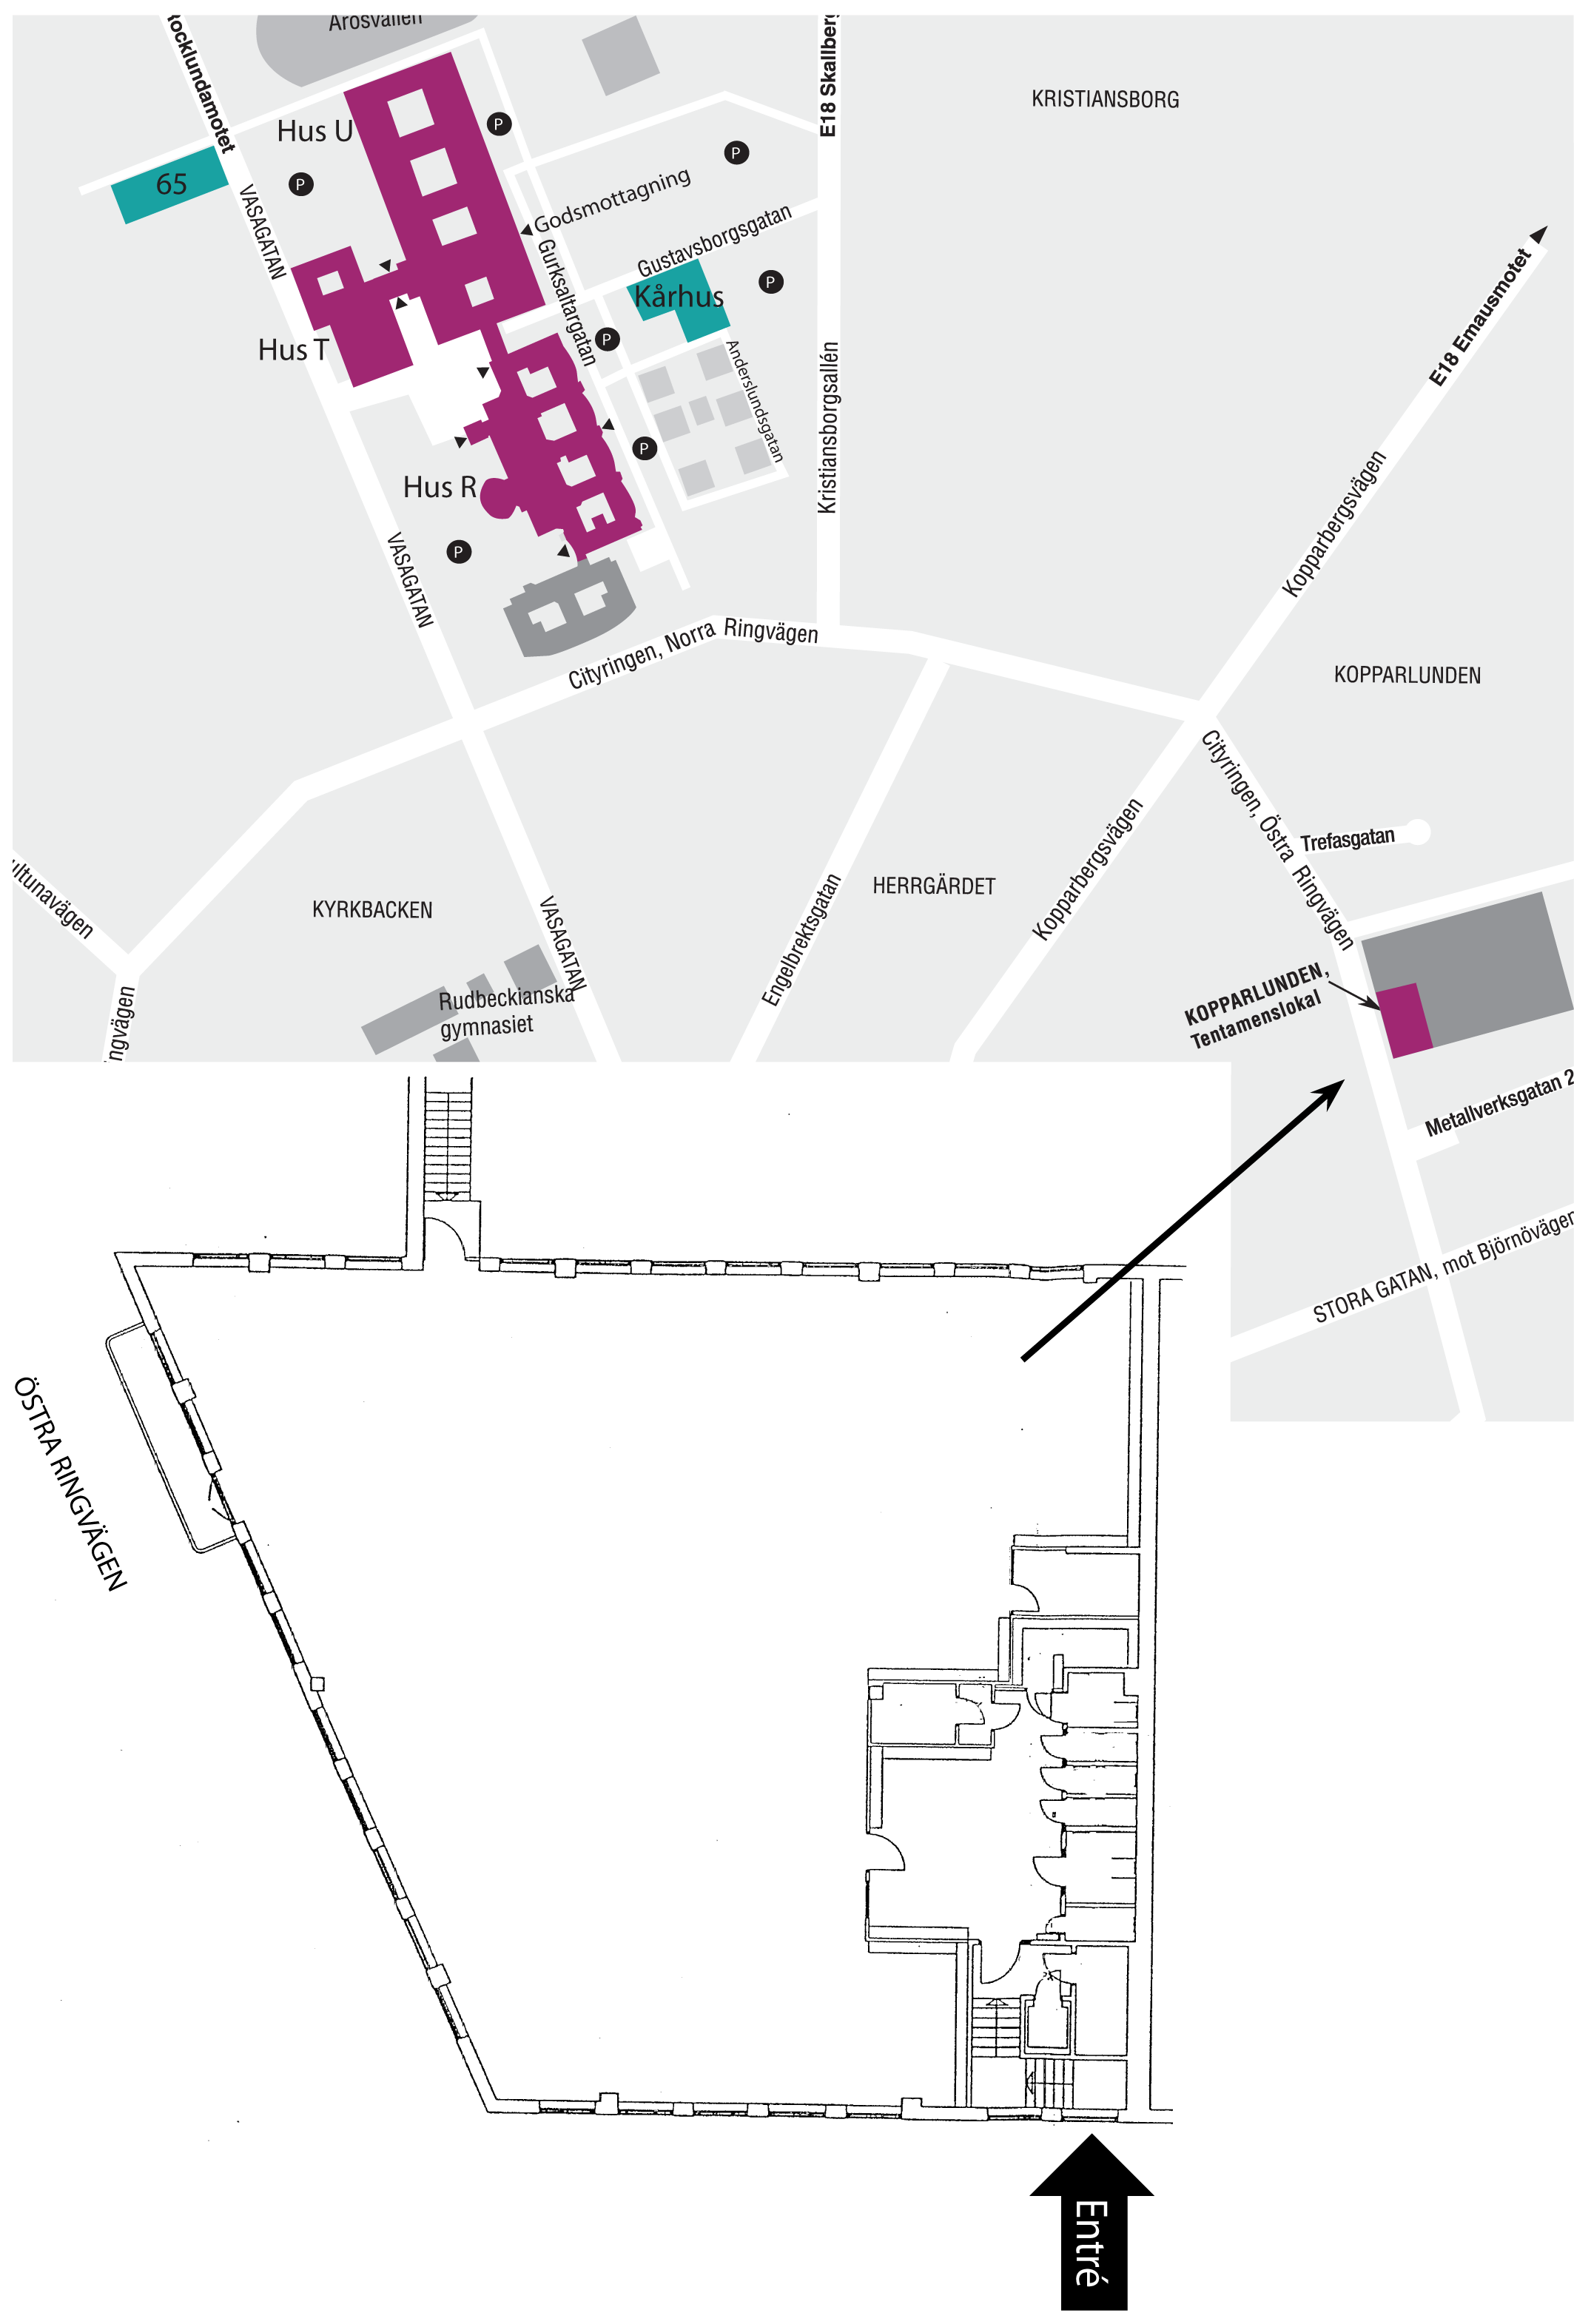 Arosvallen
ocklundamotet
E18 Skallberg
KRISTIANSBORG
Hus U
P
P
P
65
Godsmottagning
VASAGATAN
Gustavsborgsgatan
Gurksaltargatan
P
Kårhus
E18 Emausmotet
Hus T
P
Anderslundsgatan
Kristiansborgsallén
P
Hus R
Kopparbergsvägen
P
VASAGATAN
Cityringen, Norra Ringvägen
KOPPARLUNDEN
Cityringen, Östra Ringvägen
Trefasgatan
Kopparbergsvägen
HERRGÄRDET
Engelbrektsgatan
ultunavägen
KYRKBACKEN
VASAGATAN
Rudbeckianska
gymnasiet
ngvägen
KOPPARLUNDEN,
Tentamenslokal
Metallverksgatan 2
STORA GATAN, mot Björnövägen
ÖSTRA RINGVÄGEN
Entré